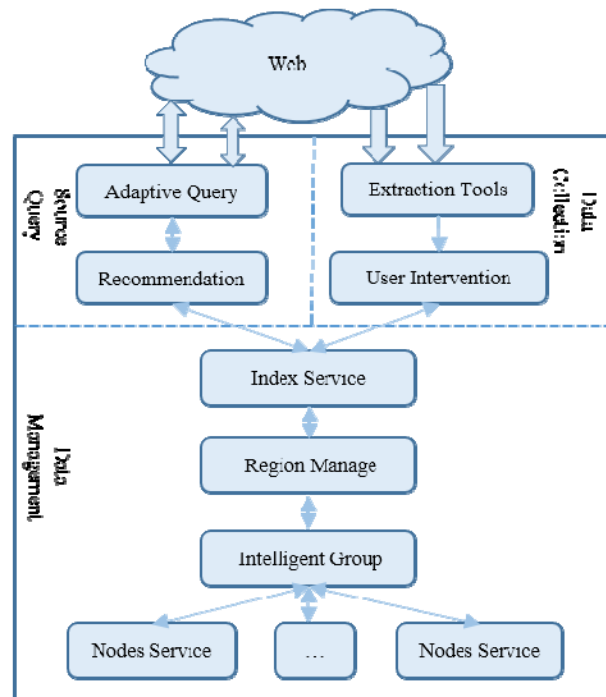 Web
Adaptive Query
Extraction Tools
Source
Query
Data
Collection
Recommendation
User Intervention
Index Service
Region Manage
Data
Management
Intelligent Group
Nodes Service
…
Nodes Service